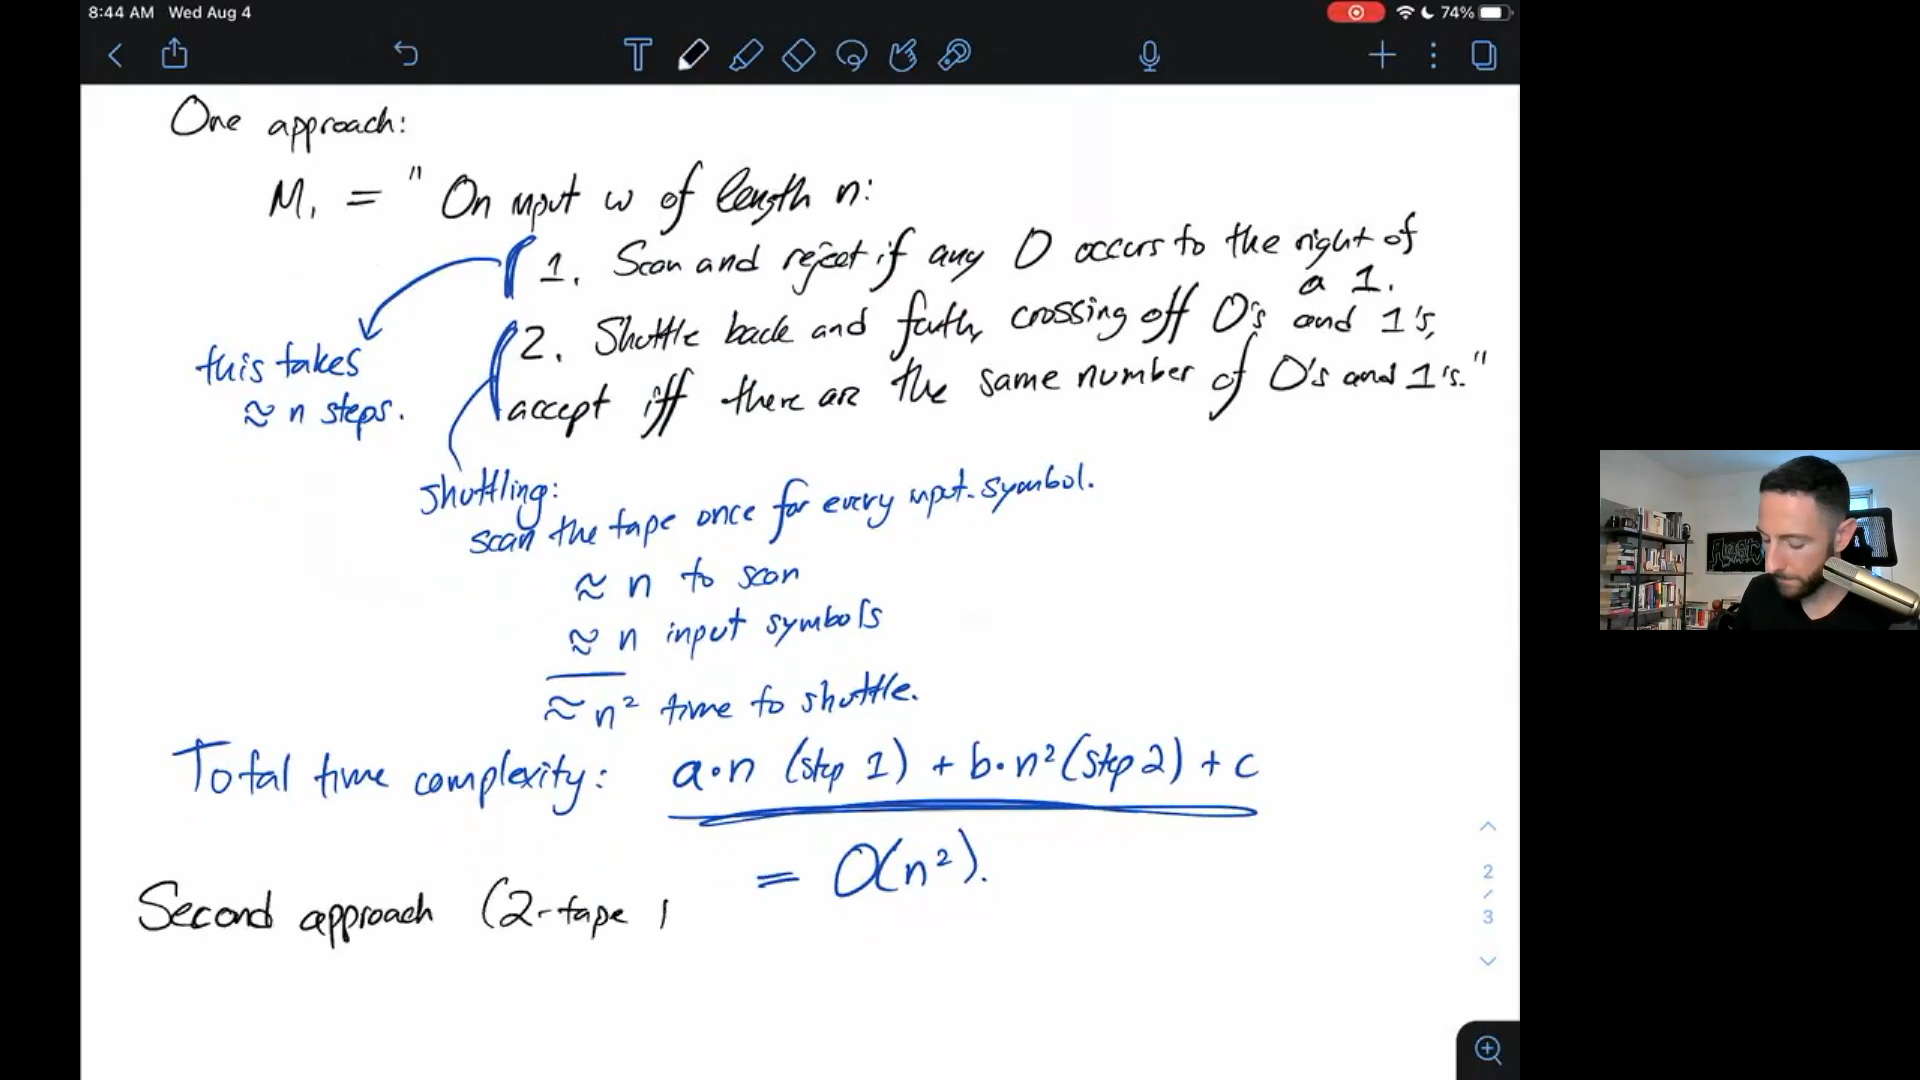 8:44 AM Wed Aug 4
74%
One approach:
M₁ = " On input w of length n:
1. Scan and reject if any 0 occurs to the right of
a 1.
2. Shuttle back and forth, crossing off 0's and 1's,
accept iff there are the same number of 0's and 1's."
this takes
≈ n steps.
shuttling:
scan the tape once for every input symbol.
≈ n to scan
≈ n input symbols
≈ n² time to shuttle.
Total time complexity: a·n (step 1) + b·n² (step 2) + c
= O(n²).
Second approach (2-tape
2
/
3